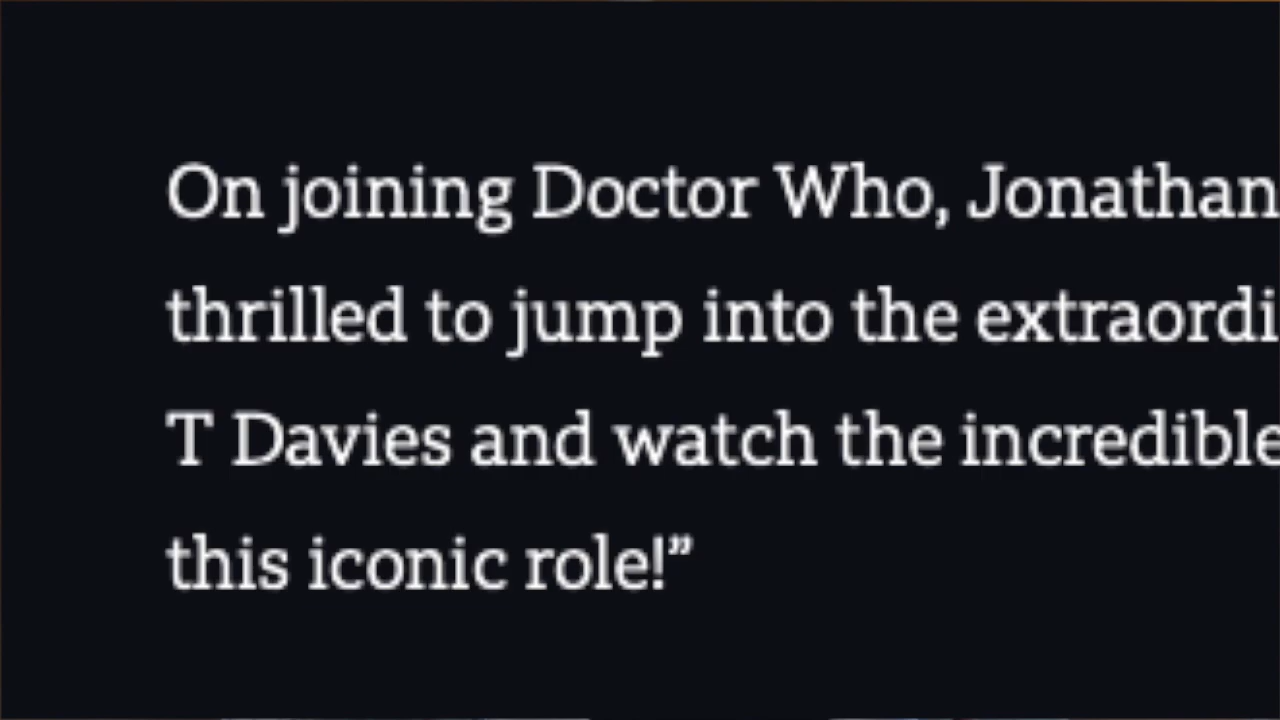 On joining Doctor Who, Jonathan
thrilled to jump into the extraordi
T Davies and watch the incredible
this iconic role!”